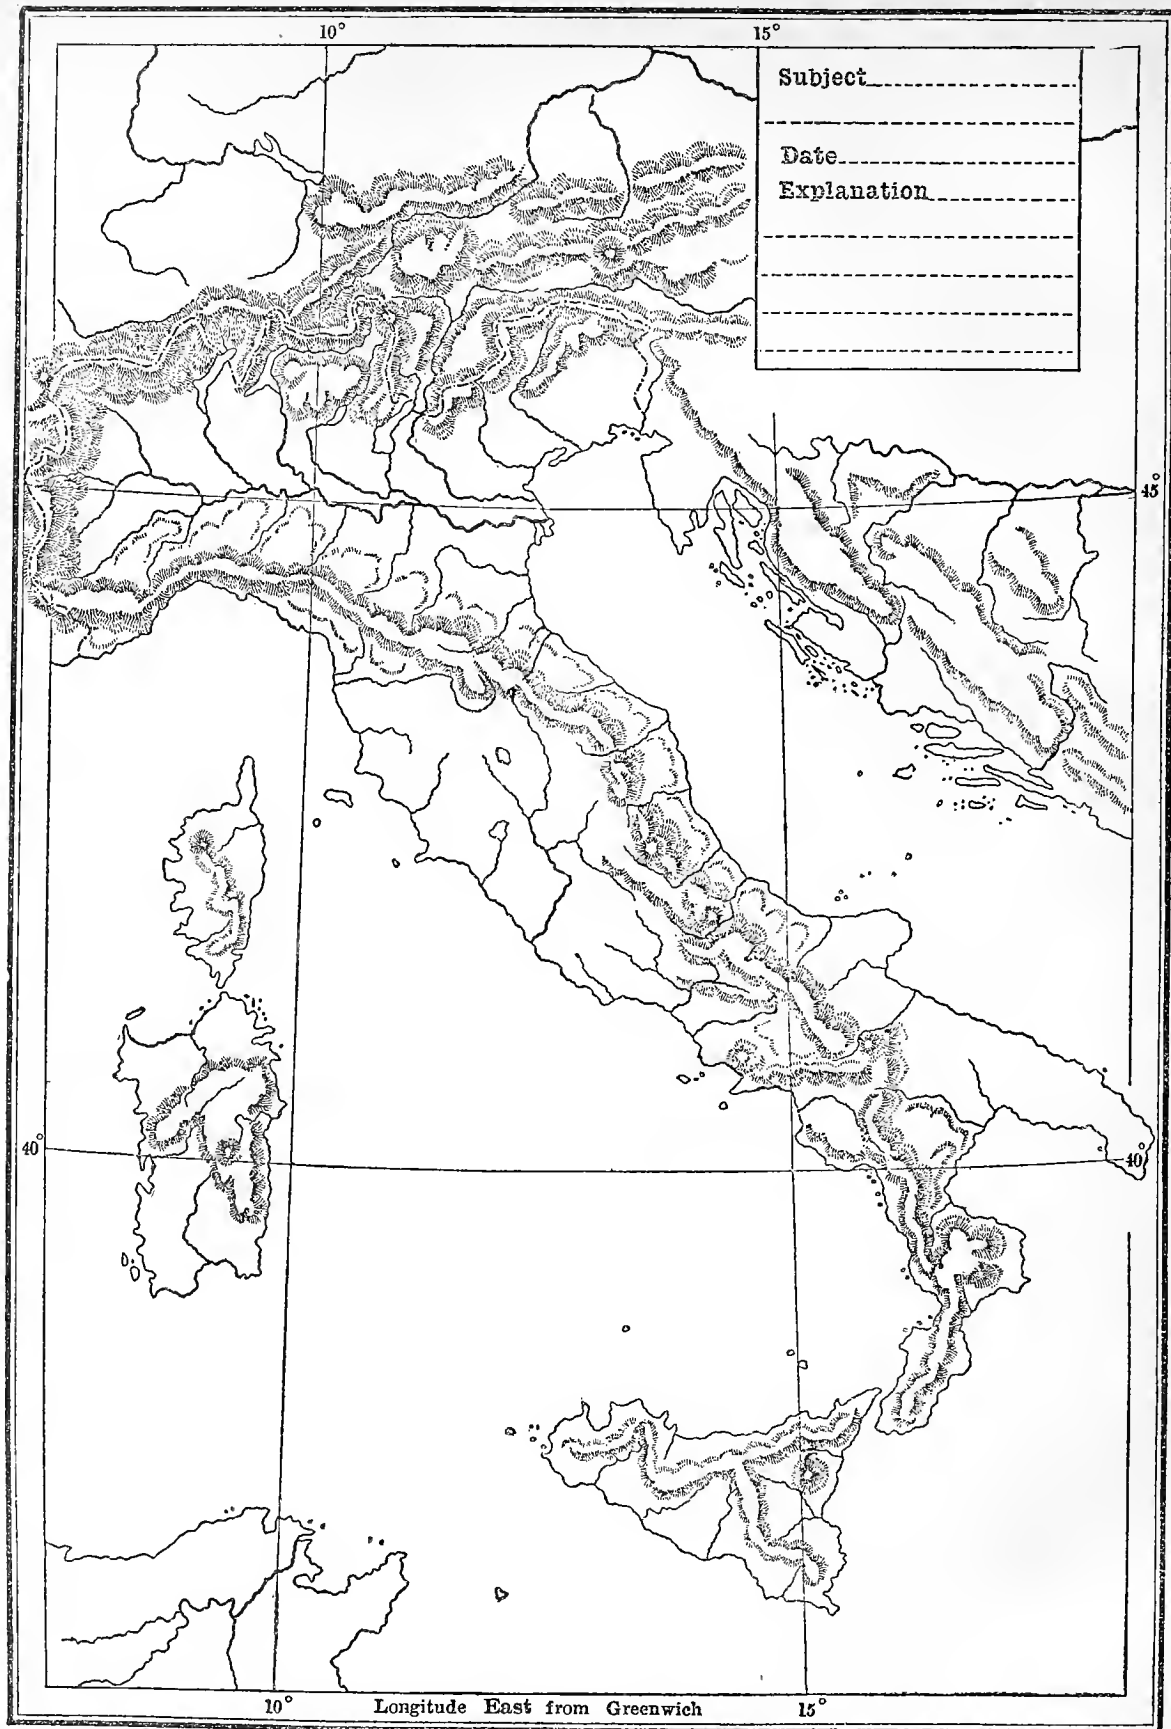 10° 15°
Subject
Date
Explanation
45°
40° 40°
10° Longitude East from Greenwich 15°